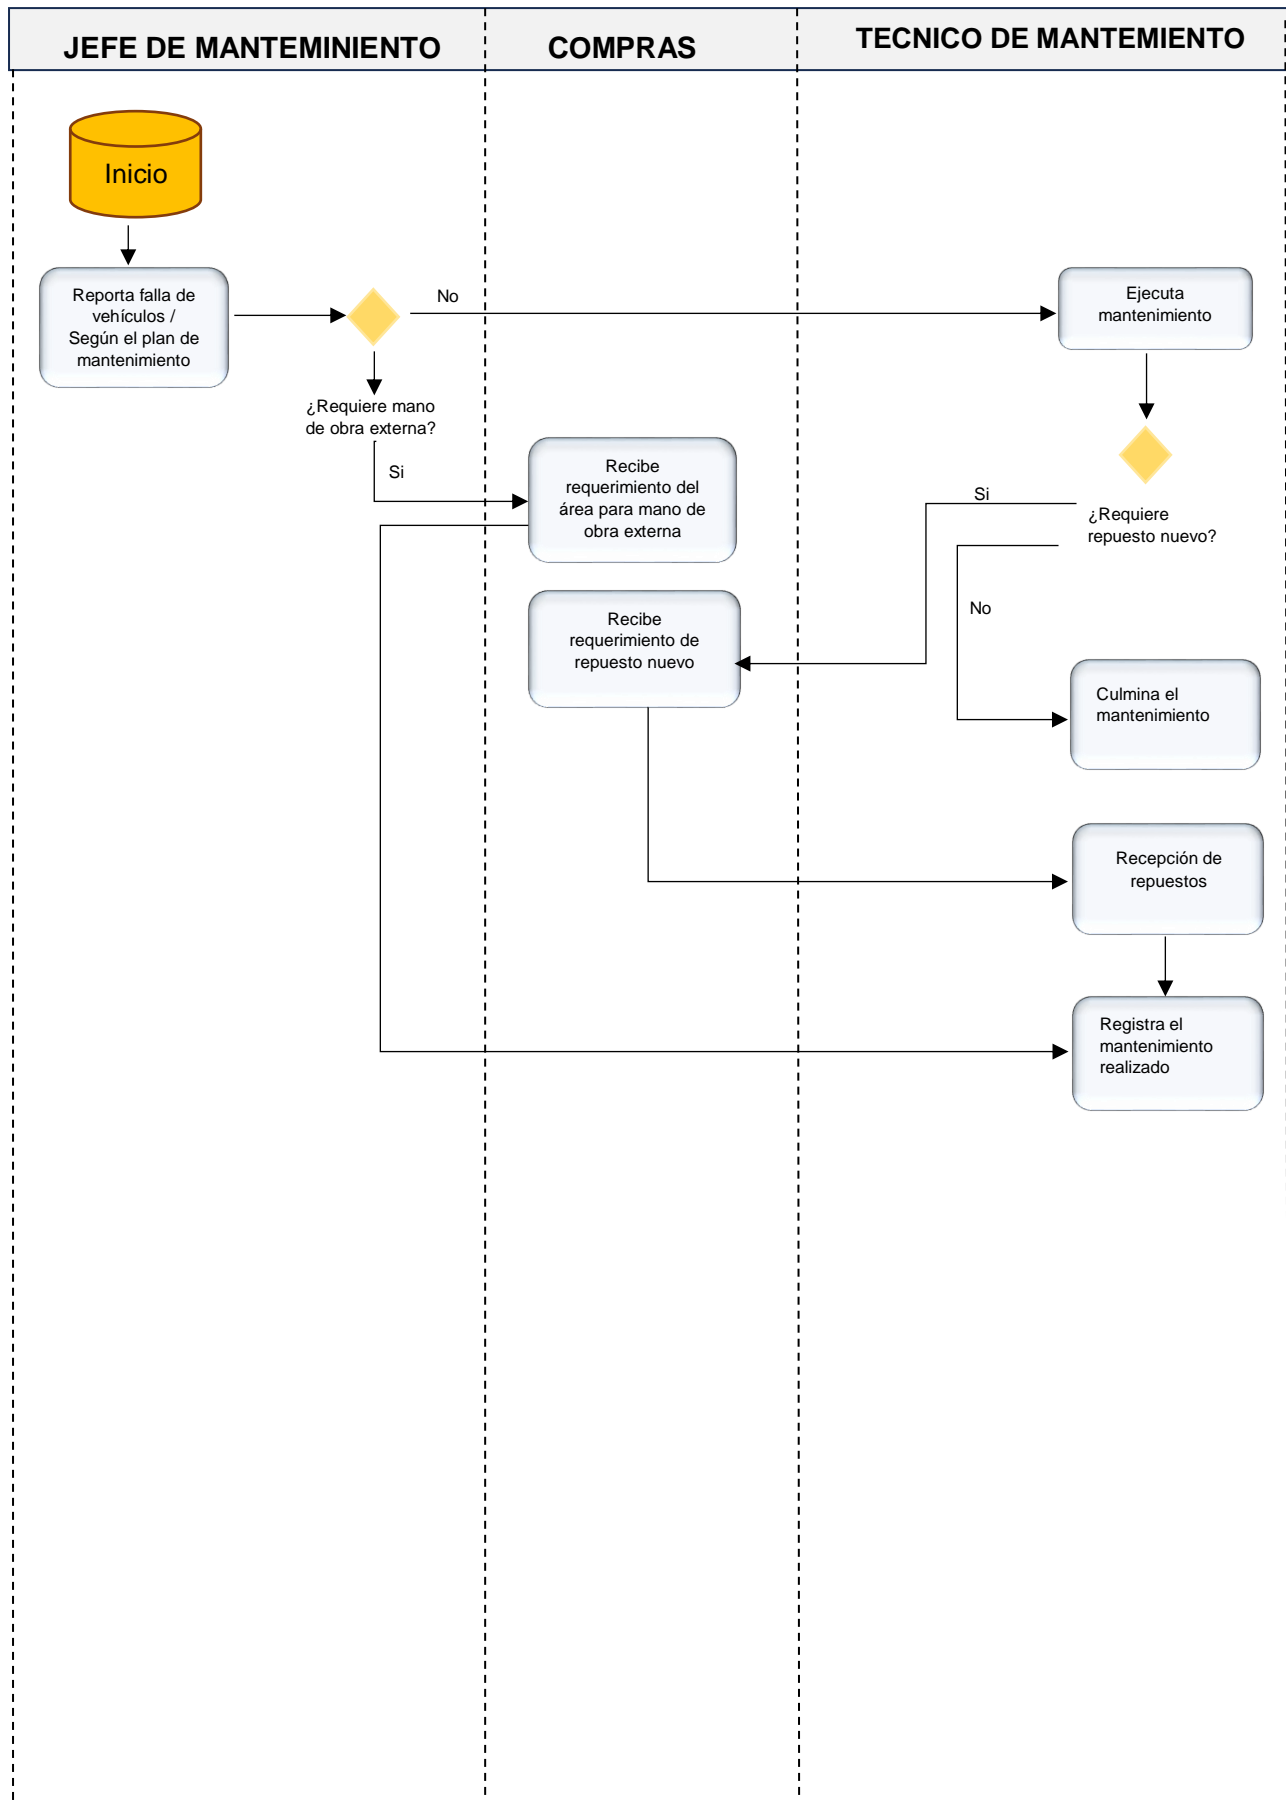 JEFE DE MANTEMINIENTO
COMPRAS
TECNICO DE MANTEMIENTO
Inicio
Reporta falla de
vehículos /
Según el plan de
mantenimiento
No
¿Requiere mano
de obra externa?
Si
Recibe
requerimiento del
área para mano de
obra externa
Ejecuta
mantenimiento
¿Requiere
repuesto nuevo?
Si
No
Recibe
requerimiento de
repuesto nuevo
Culmina el
mantenimiento
Recepción de
repuestos
Registra el
mantenimiento
realizado